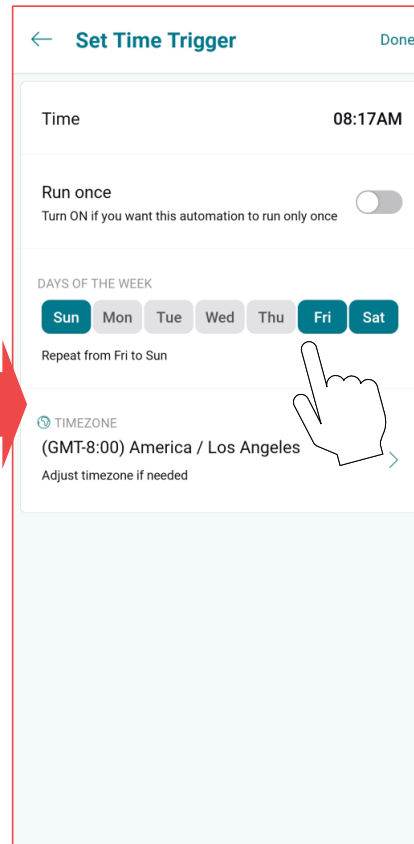 Set Time Trigger Done
Time 08:17AM
Run once
Turn ON if you want this automation to run only once
DAYS OF THE WEEK
Sun Mon Tue Wed Thu Fri Sat
Repeat from Fri to Sun
TIMEZONE
(GMT-8:00) America / Los Angeles
Adjust timezone if needed